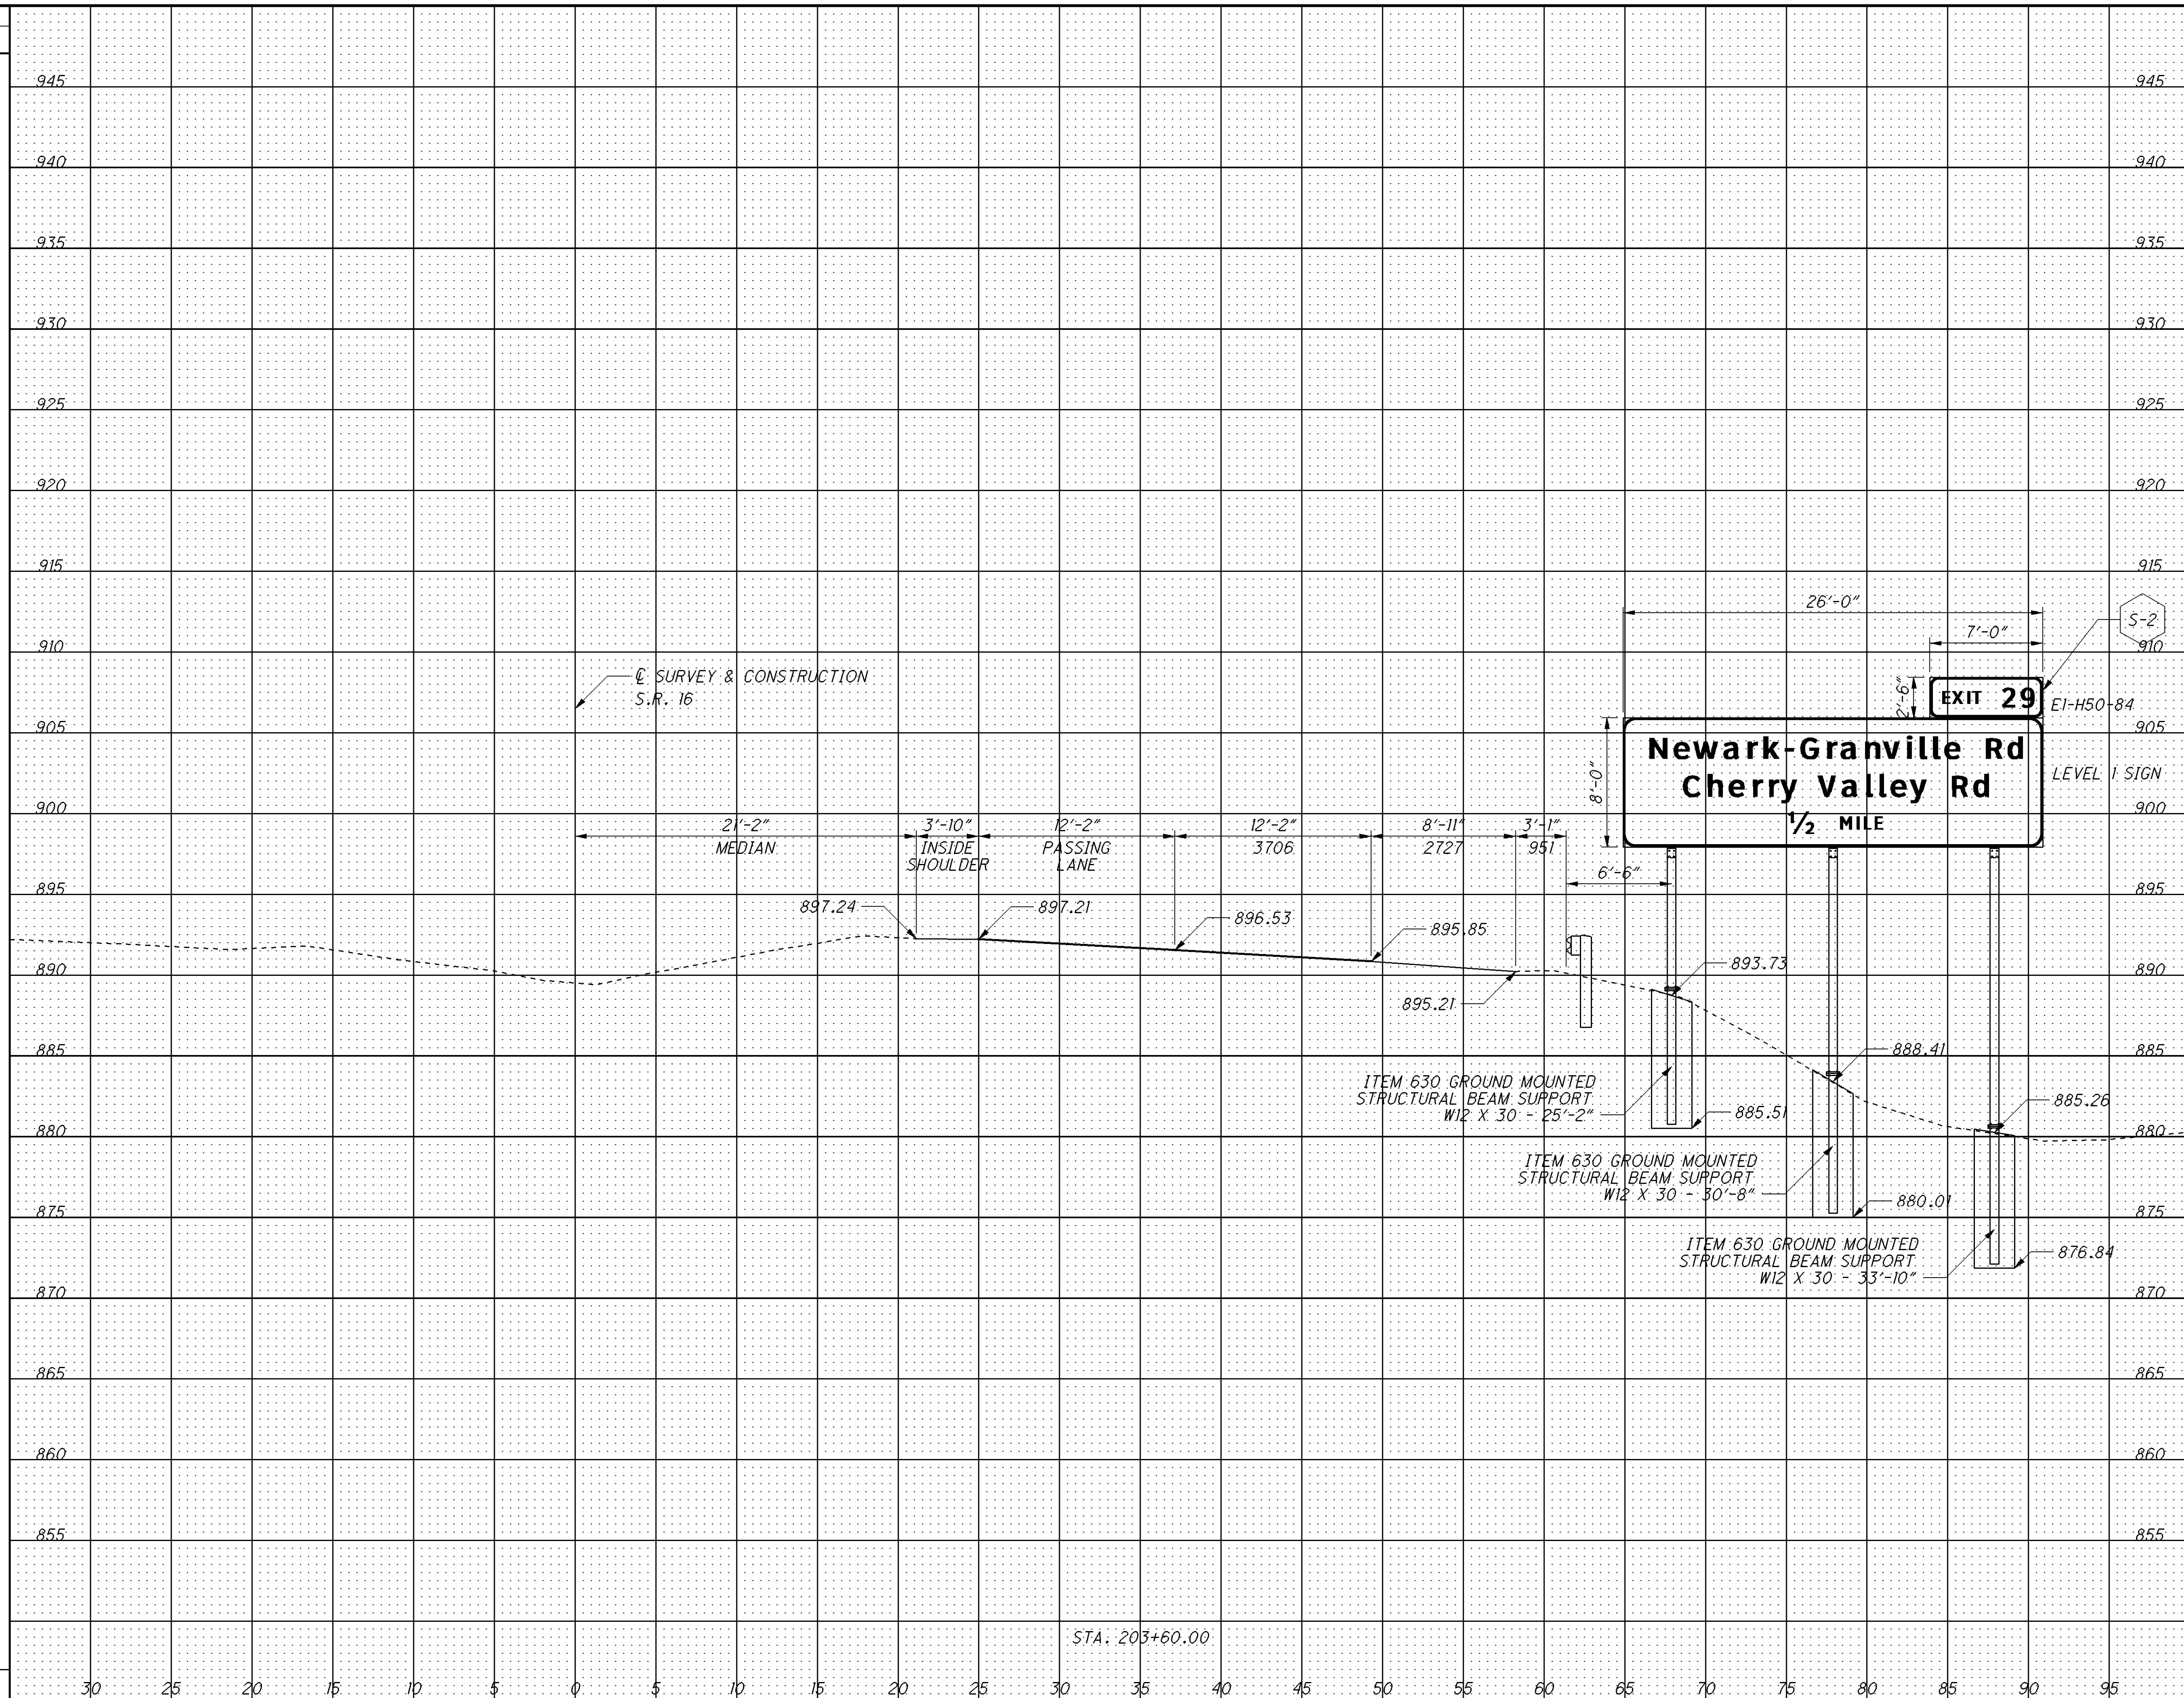 945 945
940 940
935 935
930 930
925 925
920 920
915 915
26'-0"
S-2
7'-0"
910 910
℄ SURVEY & CONSTRUCTION
S.R. 16
2'-6"
EXIT 29
E1-H50-84
905 905
Newark-Granville Rd
Cherry Valley Rd
1/2 MILE
8'-0"
LEVEL 1 SIGN
900 900
21'-2" 3'-10" 12'-2" 12'-2" 8'-11" 3'-1"
MEDIAN INSIDE PASSING 3706 2727 951
SHOULDER LANE
6'-6"
895 895
897.24 897.21 896.53 895.85
893.73
890 890
895.21
885 885
888.41
ITEM 630 GROUND MOUNTED
STRUCTURAL BEAM SUPPORT
W12 X 30 - 25'-2"
885.51
885.26
880 880
ITEM 630 GROUND MOUNTED
STRUCTURAL BEAM SUPPORT
W12 X 30 - 30'-8"
880.01
875 875
ITEM 630 GROUND MOUNTED
STRUCTURAL BEAM SUPPORT
W12 X 30 - 33'-10"
876.84
870 870
865 865
860 860
855 855
STA. 203+60.00
30 25 20 15 10 5 0 5 10 15 20 25 30 35 40 45 50 55 60 65 70 75 80 85 90 95